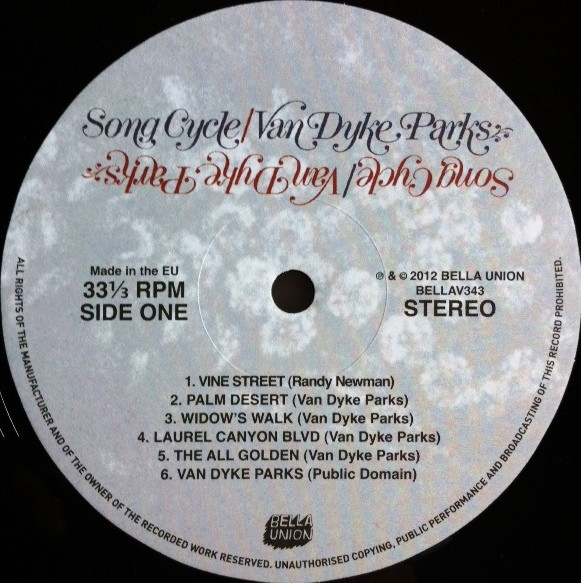 Song Cycle/Van Dyke Parks
Song Cycle/Van Dyke Parks
Made in the EU
33⅓ RPM
SIDE ONE
℗ & © 2012 BELLA UNION
BELLAV343
STEREO
1. VINE STREET (Randy Newman)
2. PALM DESERT (Van Dyke Parks)
3. WIDOW'S WALK (Van Dyke Parks)
4. LAUREL CANYON BLVD (Van Dyke Parks)
5. THE ALL GOLDEN (Van Dyke Parks)
6. VAN DYKE PARKS (Public Domain)
BELLA
UNION
ALL RIGHTS OF THE MANUFACTURER AND OF THE OWNER OF THE RECORDED WORK RESERVED. UNAUTHORISED COPYING, PUBLIC PERFORMANCE AND BROADCASTING OF THIS RECORD PROHIBITED.